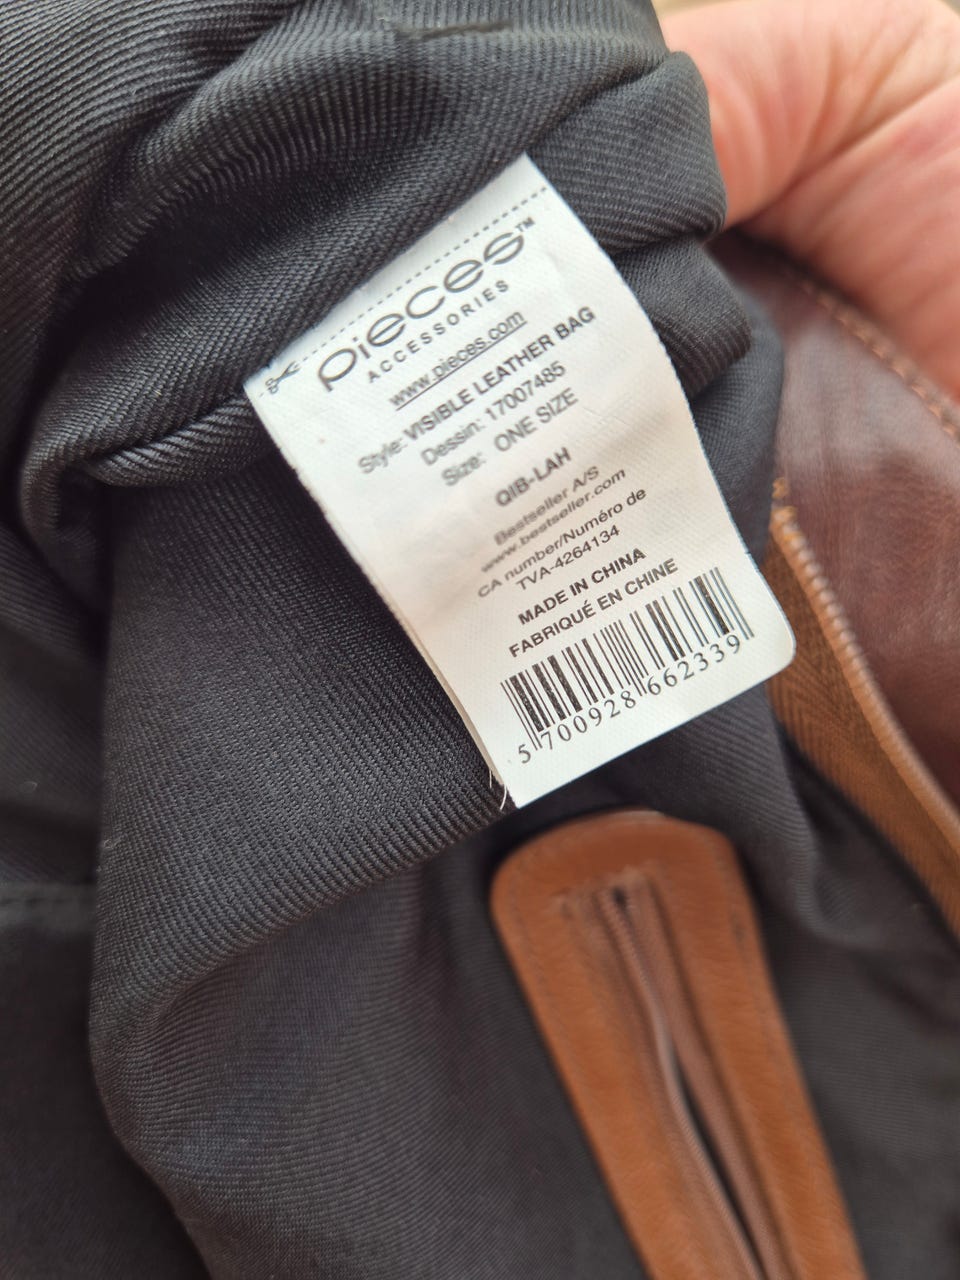 pieces™
ACCESSORIES
www.pieces.com
Style: VISIBLE LEATHER BAG
Dessin: 17007485
Size: ONE SIZE
QIB-LAH
Bestseller A/S
www.bestseller.com
CA number/Numéro de
TVA-4264134
MADE IN CHINA
FABRIQUÉ EN CHINE
5 700928 662339